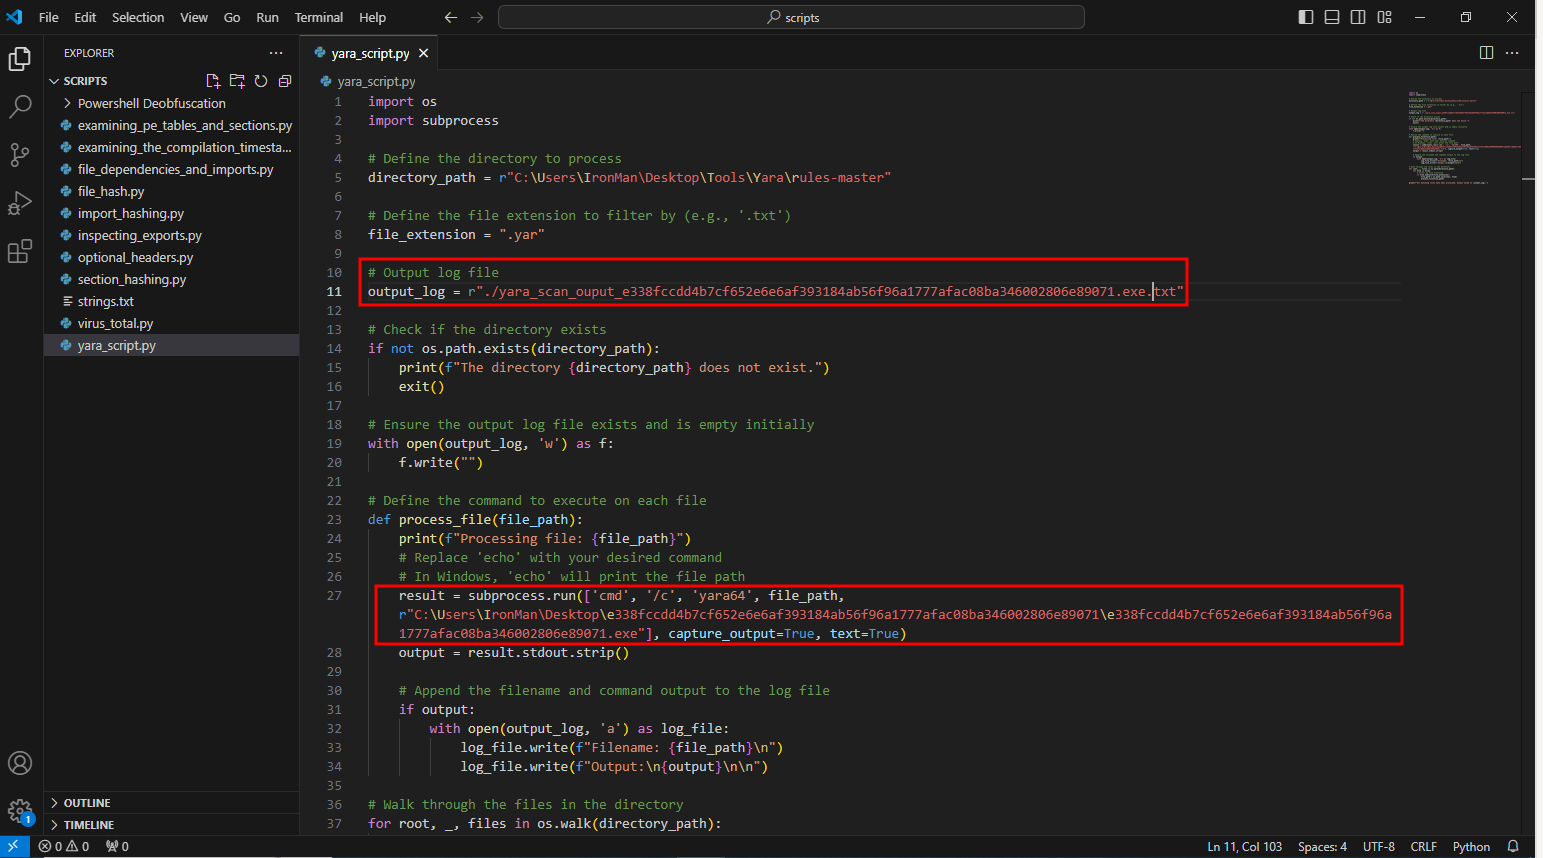 File Edit Selection View Go Run Terminal Help
scripts
EXPLORER
yara_script.py
SCRIPTS
Powershell Deobfuscation
examining_pe_tables_and_sections.py
examining_the_compilation_timesta...
file_dependencies_and_imports.py
file_hash.py
import_hashing.py
inspecting_exports.py
optional_headers.py
section_hashing.py
strings.txt
virus_total.py
yara_script.py
OUTLINE
TIMELINE
yara_script.py
1 import os
2 import subprocess
3
4 # Define the directory to process
5 directory_path = r"C:\Users\IronMan\Desktop\Tools\Yara\rules-master"
6
7 # Define the file extension to filter by (e.g., '.txt')
8 file_extension = ".yar"
9
10 # Output log file
11 output_log = r"./yara_scan_ouput_e338fccdd4b7cf652e6e6af393184ab56f96a1777afac08ba346002806e89071.exe.txt"
12
13 # Check if the directory exists
14 if not os.path.exists(directory_path):
15 print(f"The directory {directory_path} does not exist.")
16 exit()
17
18 # Ensure the output log file exists and is empty initially
19 with open(output_log, 'w') as f:
20 f.write("")
21
22 # Define the command to execute on each file
23 def process_file(file_path):
24 print(f"Processing file: {file_path}")
25 # Replace 'echo' with your desired command
26 # In Windows, 'echo' will print the file path
27 result = subprocess.run(['cmd', '/c', 'yara64', file_path,
r"C:\Users\IronMan\Desktop\e338fccdd4b7cf652e6e6af393184ab56f96a1777afac08ba346002806e89071\e338fccdd4b7cf652e6e6af393184ab56f96a
1777afac08ba346002806e89071.exe"], capture_output=True, text=True)
28 output = result.stdout.strip()
29
30 # Append the filename and command output to the log file
31 if output:
32 with open(output_log, 'a') as log_file:
33 log_file.write(f"Filename: {file_path}\n")
34 log_file.write(f"Output:\n{output}\n\n")
35
36 # Walk through the files in the directory
37 for root, _, files in os.walk(directory_path):
1
0 0 0 Ln 11, Col 103 Spaces: 4 UTF-8 CRLF Python